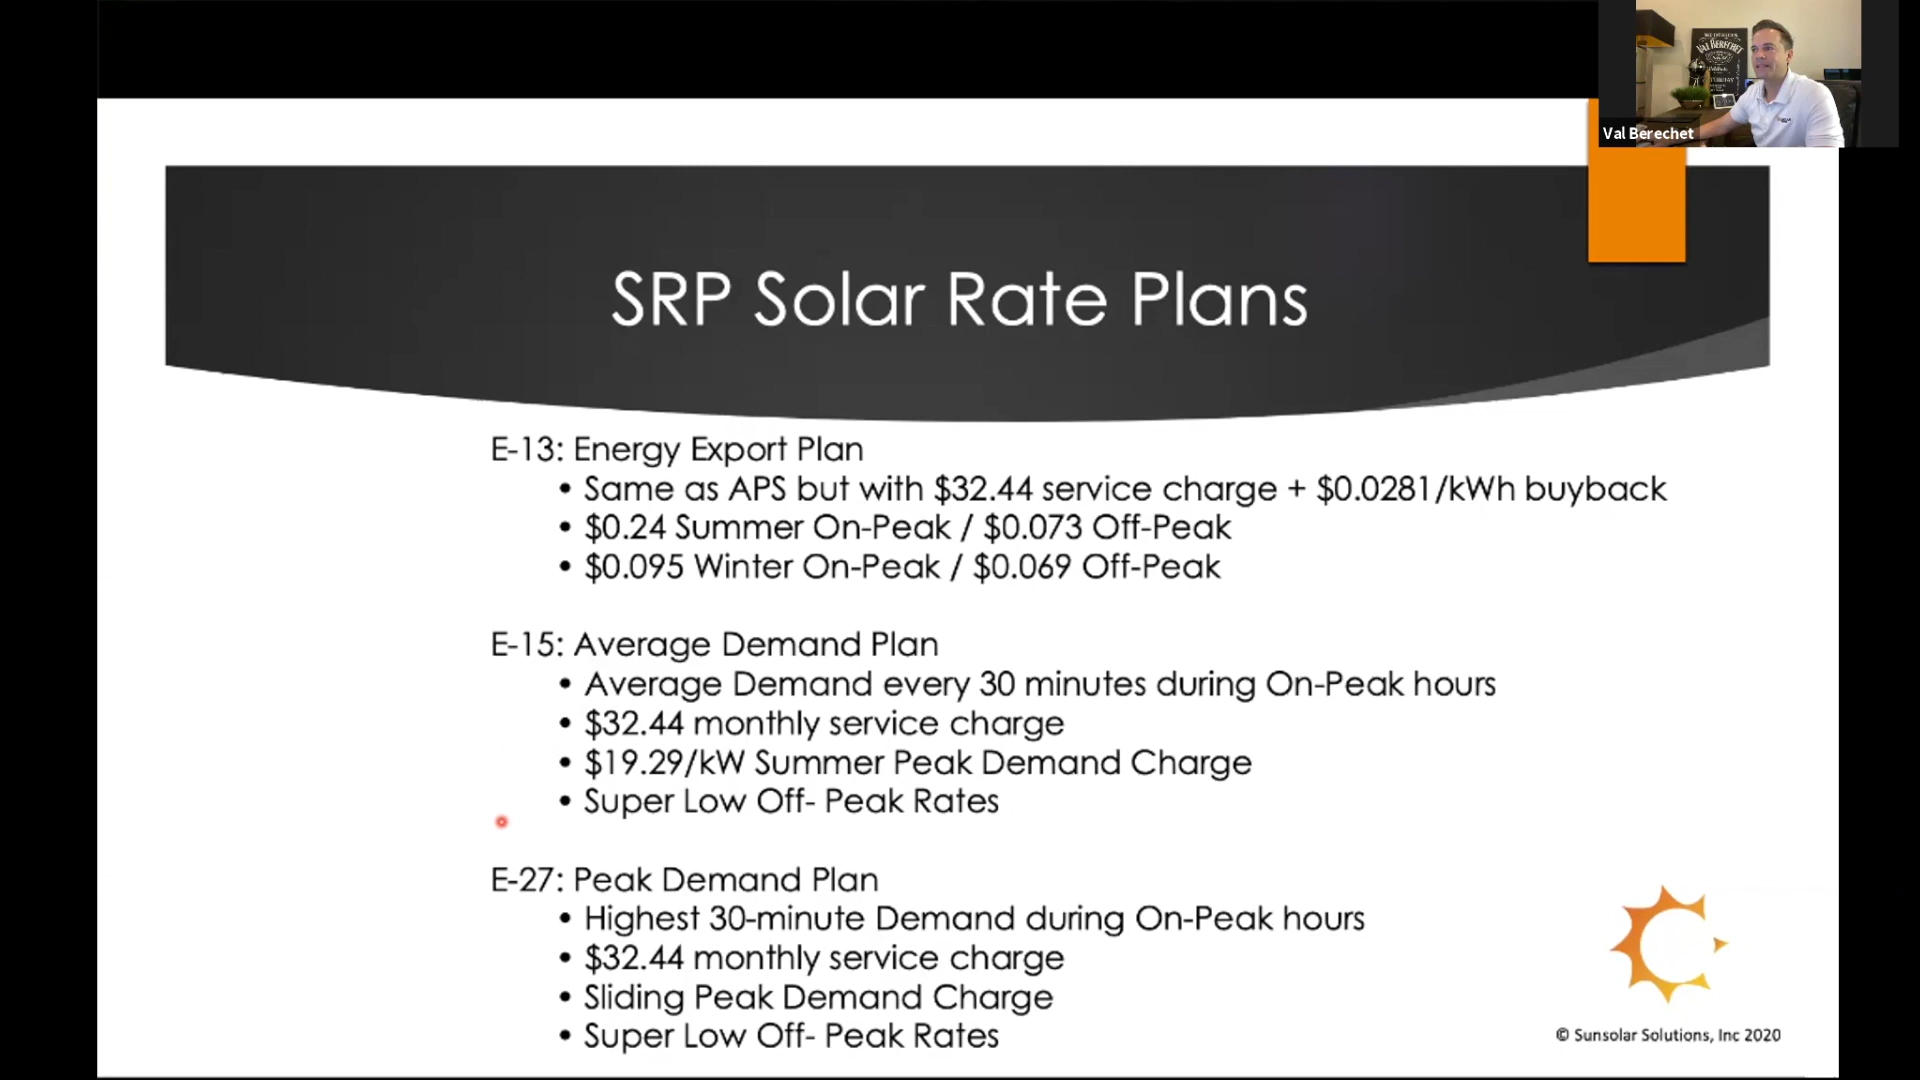 VAL BERECHET
Val Berechet
SRP Solar Rate Plans
E-13: Energy Export Plan
• Same as APS but with $32.44 service charge + $0.0281/kWh buyback
• $0.24 Summer On-Peak / $0.073 Off-Peak
• $0.095 Winter On-Peak / $0.069 Off-Peak
E-15: Average Demand Plan
• Average Demand every 30 minutes during On-Peak hours
• $32.44 monthly service charge
• $19.29/kW Summer Peak Demand Charge
• Super Low Off- Peak Rates
E-27: Peak Demand Plan
• Highest 30-minute Demand during On-Peak hours
• $32.44 monthly service charge
• Sliding Peak Demand Charge
• Super Low Off- Peak Rates
© Sunsolar Solutions, Inc 2020